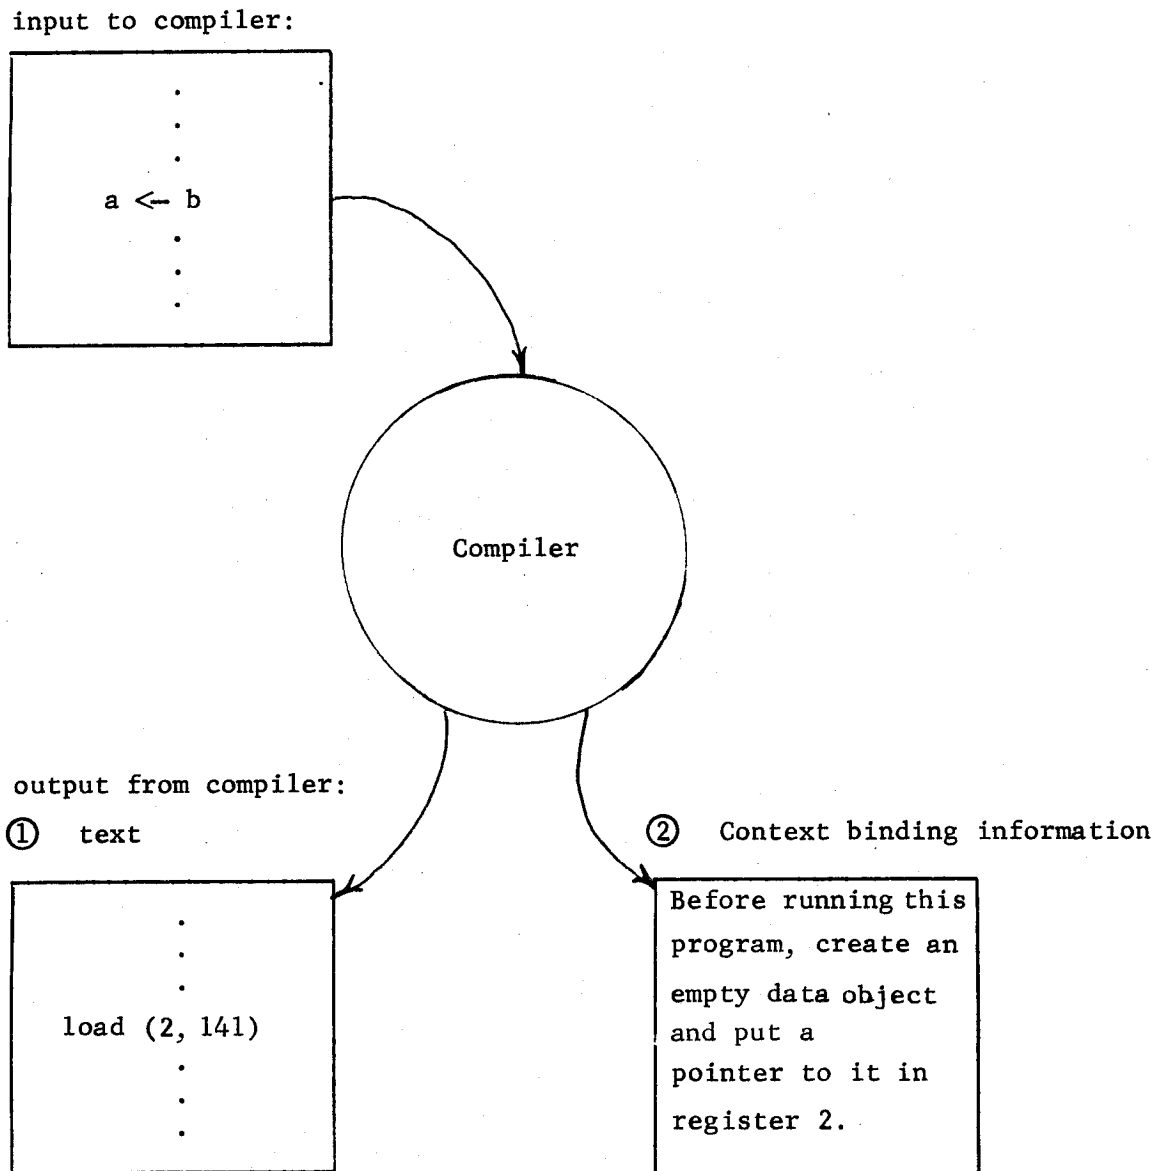 input to compiler:
a <- b
Compiler
output from compiler:
① text
② Context binding information
load (2, 141)
Before running this
program, create an
empty data object
and put a
pointer to it in
register 2.